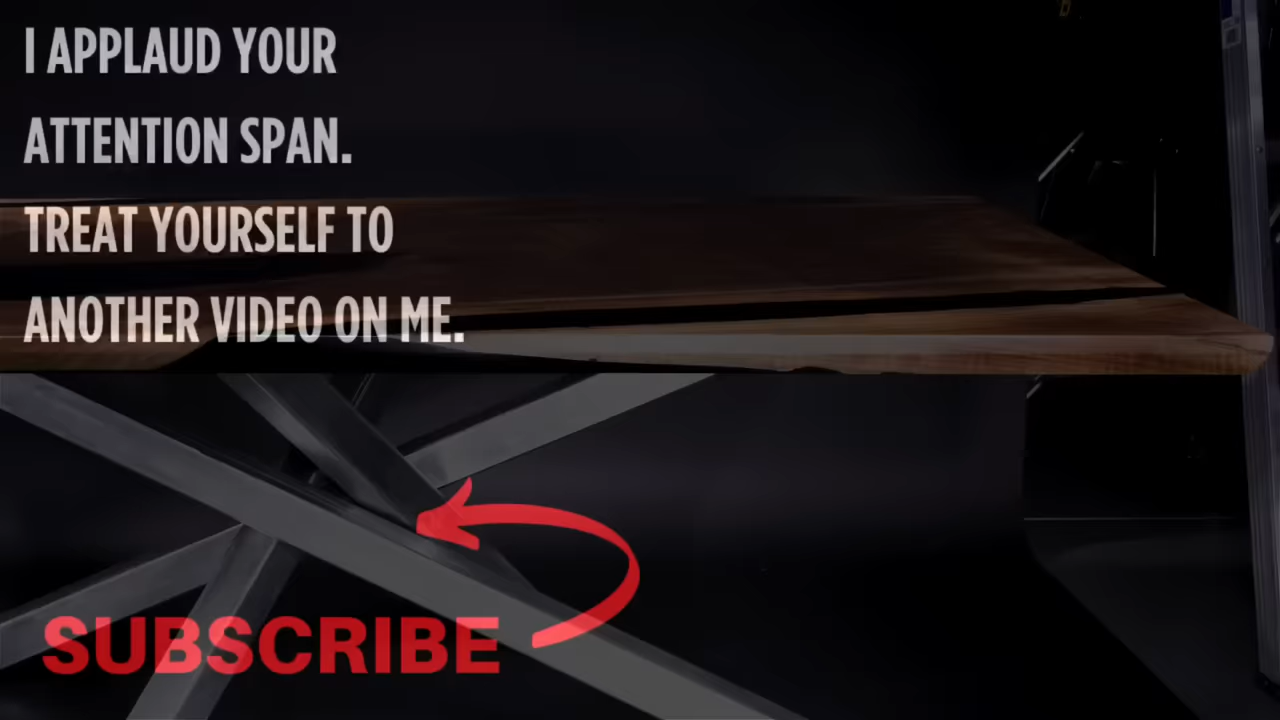 I APPLAUD YOUR
ATTENTION SPAN.
TREAT YOURSELF TO
ANOTHER VIDEO ON ME.
SUBSCRIBE